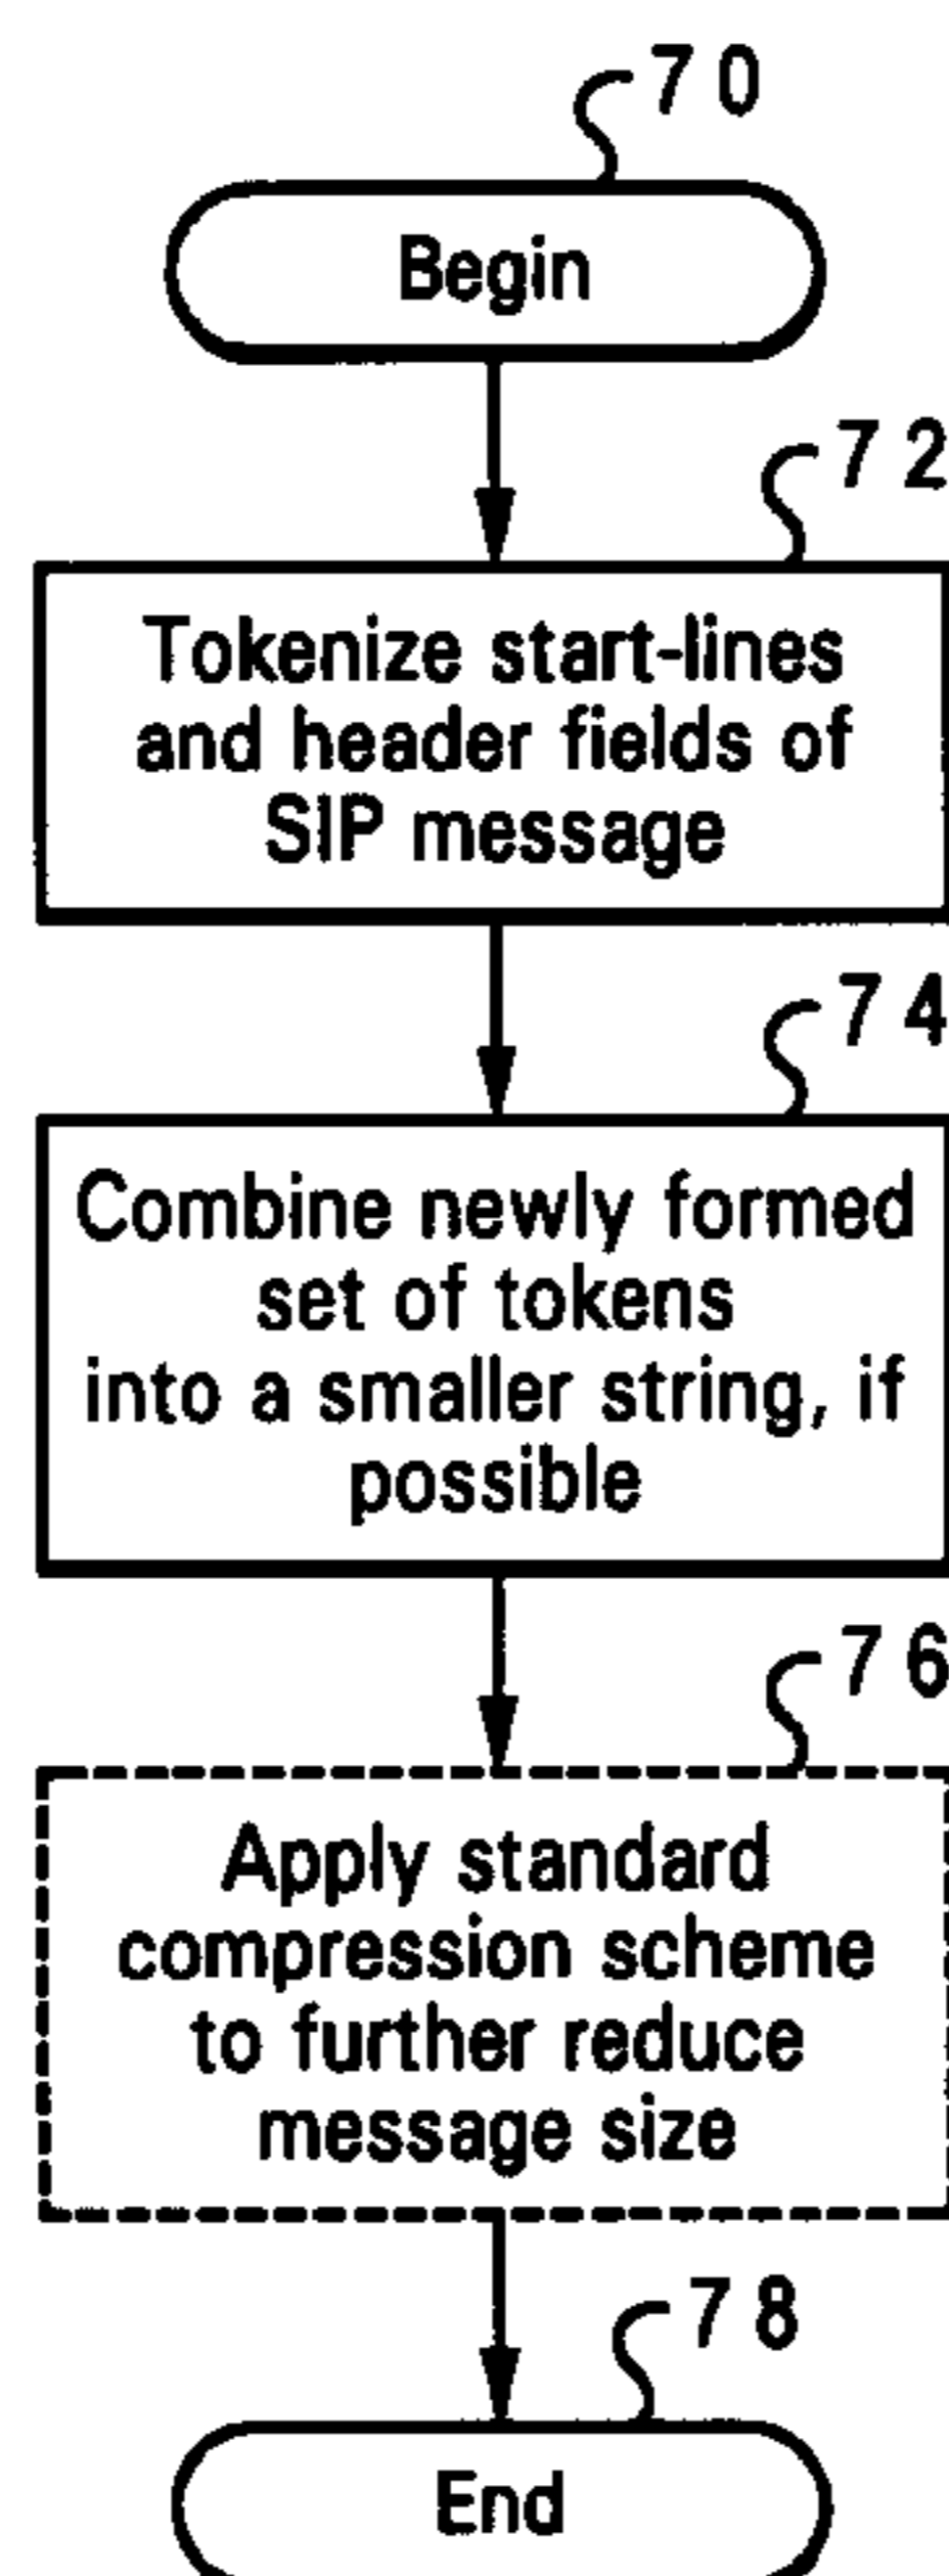 70
Begin
72
Tokenize start-lines
and header fields of
SIP message
74
Combine newly formed
set of tokens
into a smaller string, if
possible
76
Apply standard
compression scheme
to further reduce
message size
78
End